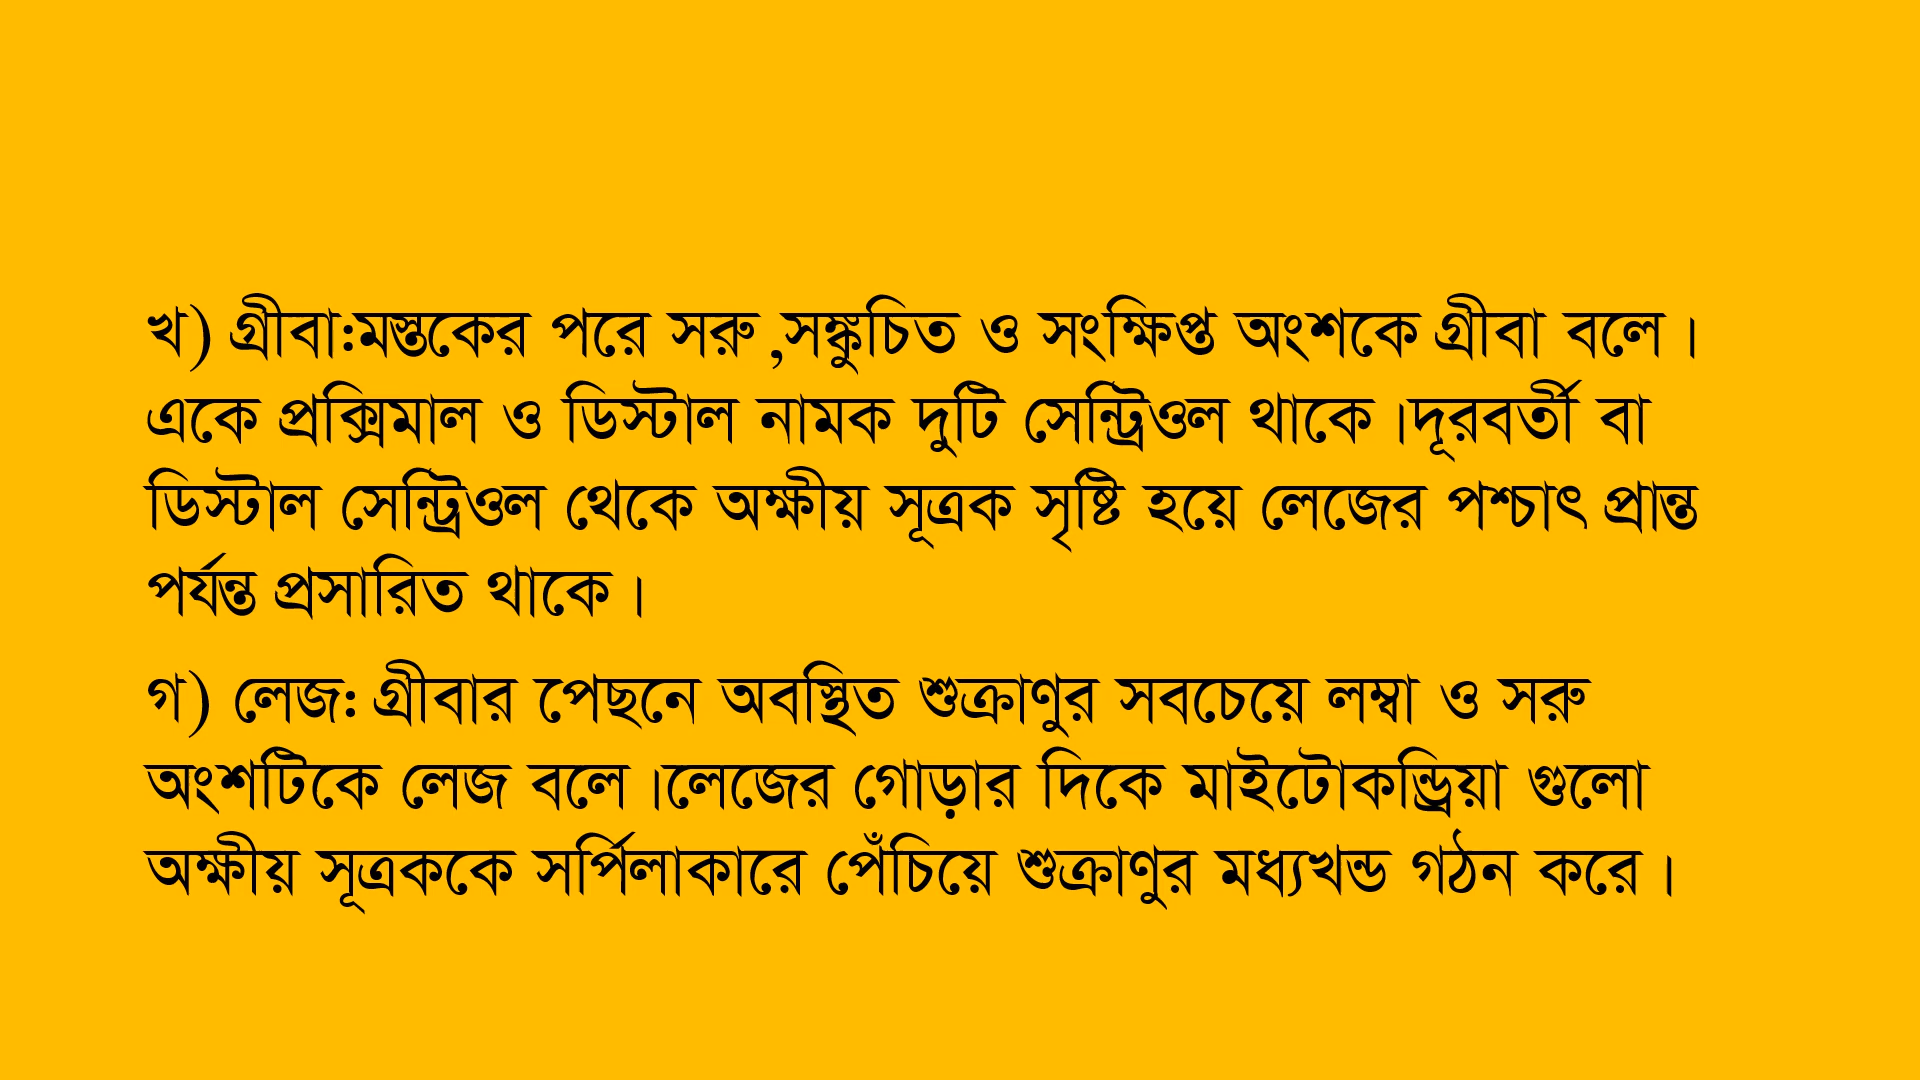 খ) গ্রীবাঃমস্তকের পরে সরু ,সঙ্কুচিত ও সংক্ষিপ্ত অংশকে গ্রীবা বলে।
একে প্রক্সিমাল ও ডিস্টাল নামক দুটি সেন্ট্রিওল থাকে।দূরবর্তী বা
ডিস্টাল সেন্ট্রিওল থেকে অক্ষীয় সূত্রক সৃষ্টি হয়ে লেজের পশ্চাৎ প্রান্ত
পর্যন্ত প্রসারিত থাকে।
গ) লেজঃ গ্রীবার পেছনে অবস্থিত শুক্রাণুর সবচেয়ে লম্বা ও সরু
অংশটিকে লেজ বলে।লেজের গোড়ার দিকে মাইটোকন্ড্রিয়া গুলো
অক্ষীয় সূত্রককে সর্পিলাকারে পেঁচিয়ে শুক্রাণুর মধ্যখন্ড গঠন করে।